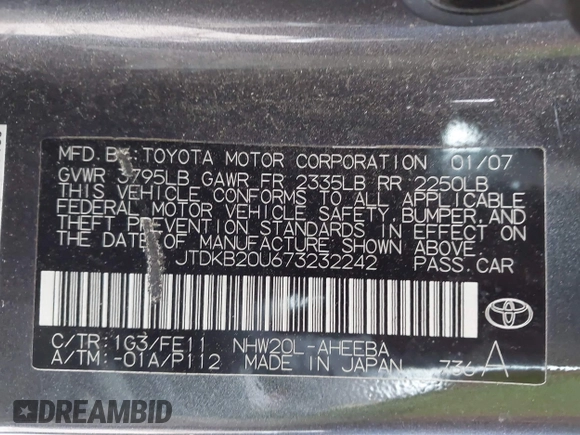 MFD. BY: TOYOTA MOTOR CORPORATION 01/07
GVWR 3795LB GAWR FR 2335LB RR 2250LB
THIS VEHICLE CONFORMS TO ALL APPLICABLE
FEDERAL MOTOR VEHICLE SAFETY, BUMPER, AND
THEFT PREVENTION STANDARDS IN EFFECT ON
THE DATE OF MANUFACTURE SHOWN ABOVE.
JTDKB20U673232242 PASS.CAR
C/TR: 1G3/FE11 NHW20L-AHEEBA
A/TM: -01A/P112 MADE IN JAPAN 736 A
TOYOTA
DREAMBID